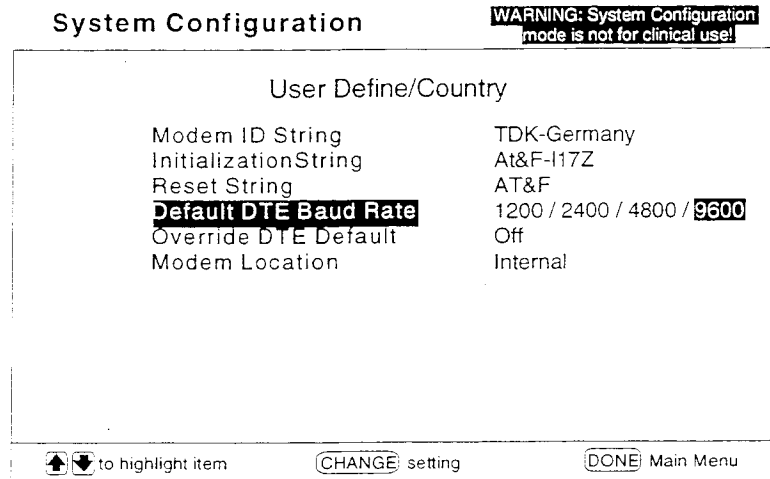 System Configuration
WARNING: System Configuration
mode is not for clinical use!
User Define/Country
Modem ID String TDK-Germany
InitializationString At&F-I17Z
Reset String AT&F
Default DTE Baud Rate 1200 / 2400 / 4800 / 9600
Override DTE Default Off
Modem Location Internal
to highlight item CHANGE setting DONE Main Menu